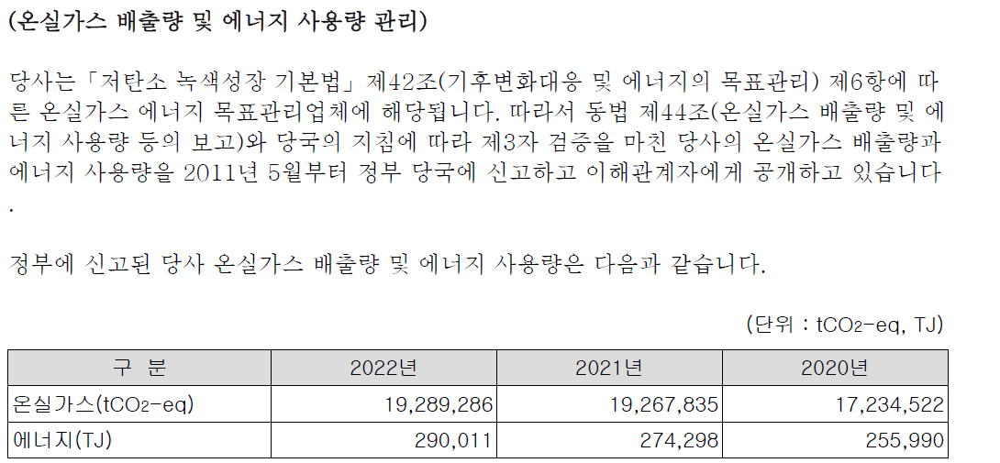 (온실가스 배출량 및 에너지 사용량 관리)
당사는「저탄소 녹색성장 기본법」제42조(기후변화대응 및 에너지의 목표관리) 제6항에 따
른 온실가스 에너지 목표관리업체에 해당됩니다. 따라서 동법 제44조(온실가스 배출량 및 에
너지 사용량 등의 보고)와 당국의 지침에 따라 제3자 검증을 마친 당사의 온실가스 배출량과
에너지 사용량을 2011년 5월부터 정부 당국에 신고하고 이해관계자에게 공개하고 있습니다
.
정부에 신고된 당사 온실가스 배출량 및 에너지 사용량은 다음과 같습니다.
(단위 : tCO2-eq, TJ)
구 분 2022년 2021년 2020년
온실가스(tCO2-eq) 19,289,286 19,267,835 17,234,522
에너지(TJ) 290,011 274,298 255,990